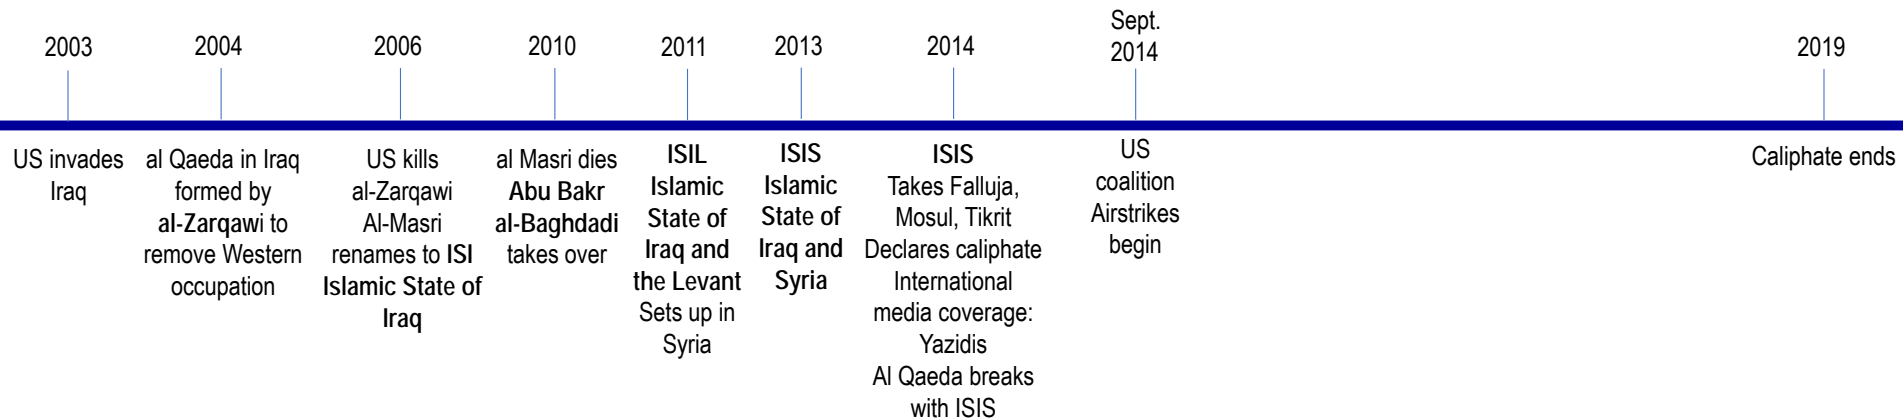 2003
US invades
Iraq
2004
al Qaeda in Iraq
formed by
al-Zarqawi to
remove Western
occupation
2006
US kills
al-Zarqawi
Al-Masri
renames to ISI
Islamic State of
Iraq
2010
al Masri dies
Abu Bakr
al-Baghdadi
takes over
2011
ISIL
Islamic
State of
Iraq and
the Levant
Sets up in
Syria
2013
ISIS
Islamic
State of
Iraq and
Syria
2014
ISIS
Takes Falluja,
Mosul, Tikrit
Declares caliphate
International
media coverage:
Yazidis
Al Qaeda breaks
with ISIS
Sept.
2014
US
coalition
Airstrikes
begin
2019
Caliphate ends